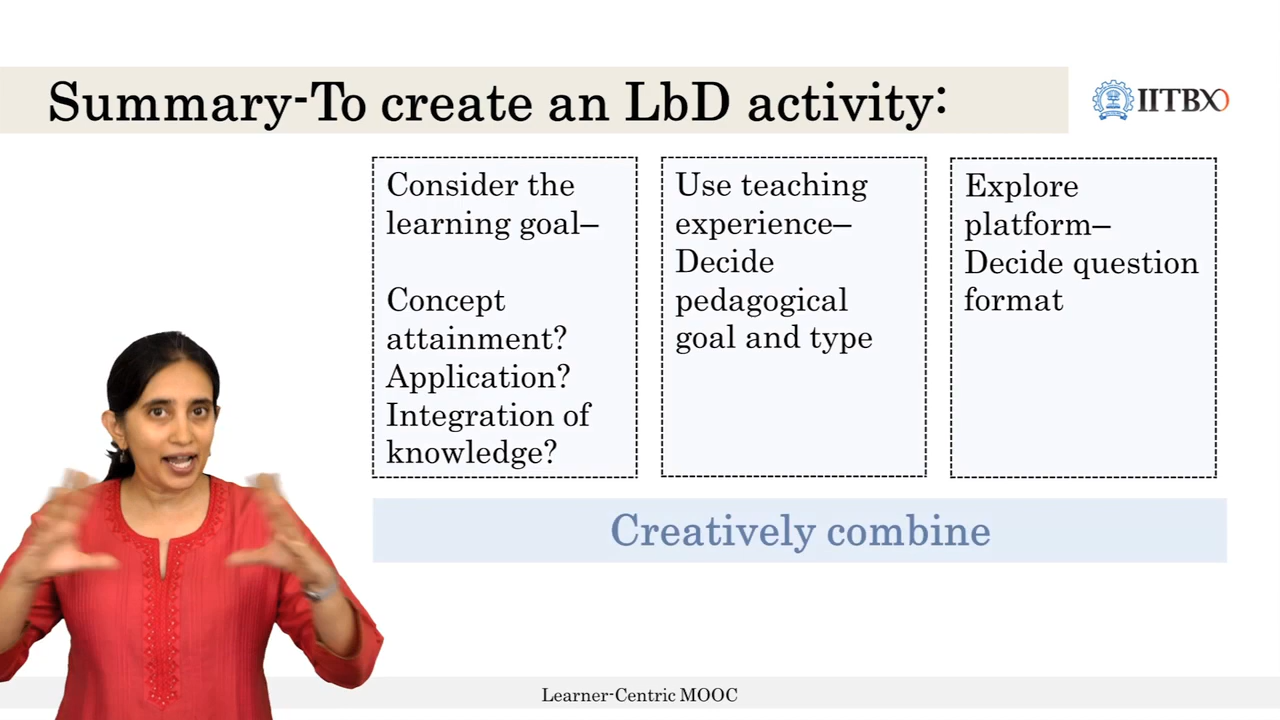 Summary-To create an LbD activity:
IITBX
Consider the
learning goal–
Concept
attainment?
Application?
Integration of
knowledge?
Use teaching
experience–
Decide
pedagogical
goal and type
Explore
platform–
Decide question
format
Creatively combine
Learner-Centric MOOC